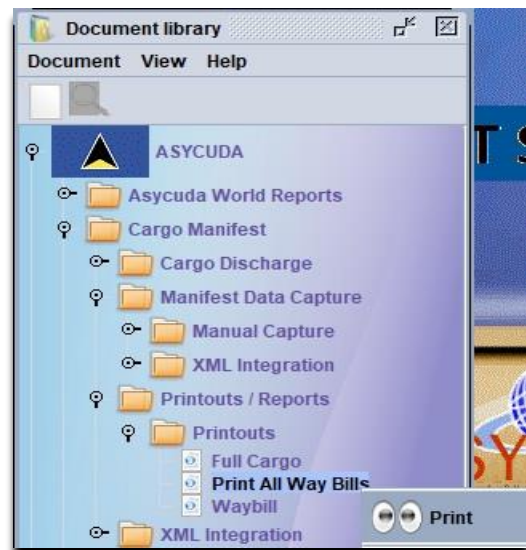 Document library
Document View Help
ASYCUDA
Asycuda World Reports
Cargo Manifest
Cargo Discharge
Manifest Data Capture
Manual Capture
XML Integration
Printouts / Reports
Printouts
Full Cargo
Print All Way Bills
Waybill
Print
XML Integration